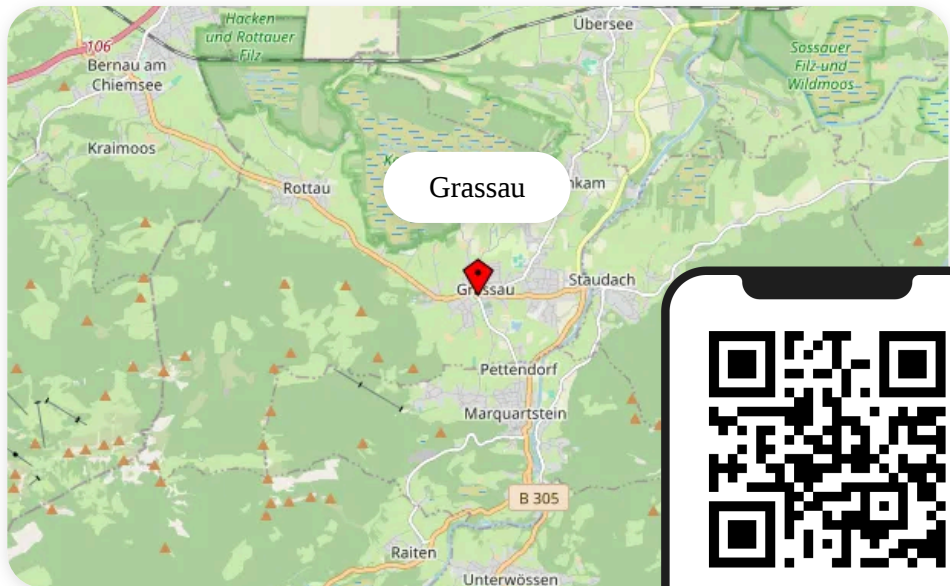 Hacken
und Rottauer
Filz
Übersee
106
Bernau am
Chiemsee
Sossauer
Filz-und
Wildmoos
Kraimoos
Rottau
Grassau
Staudach
Pettendorf
Marquartstein
B 305
Raiten
Unterwössen